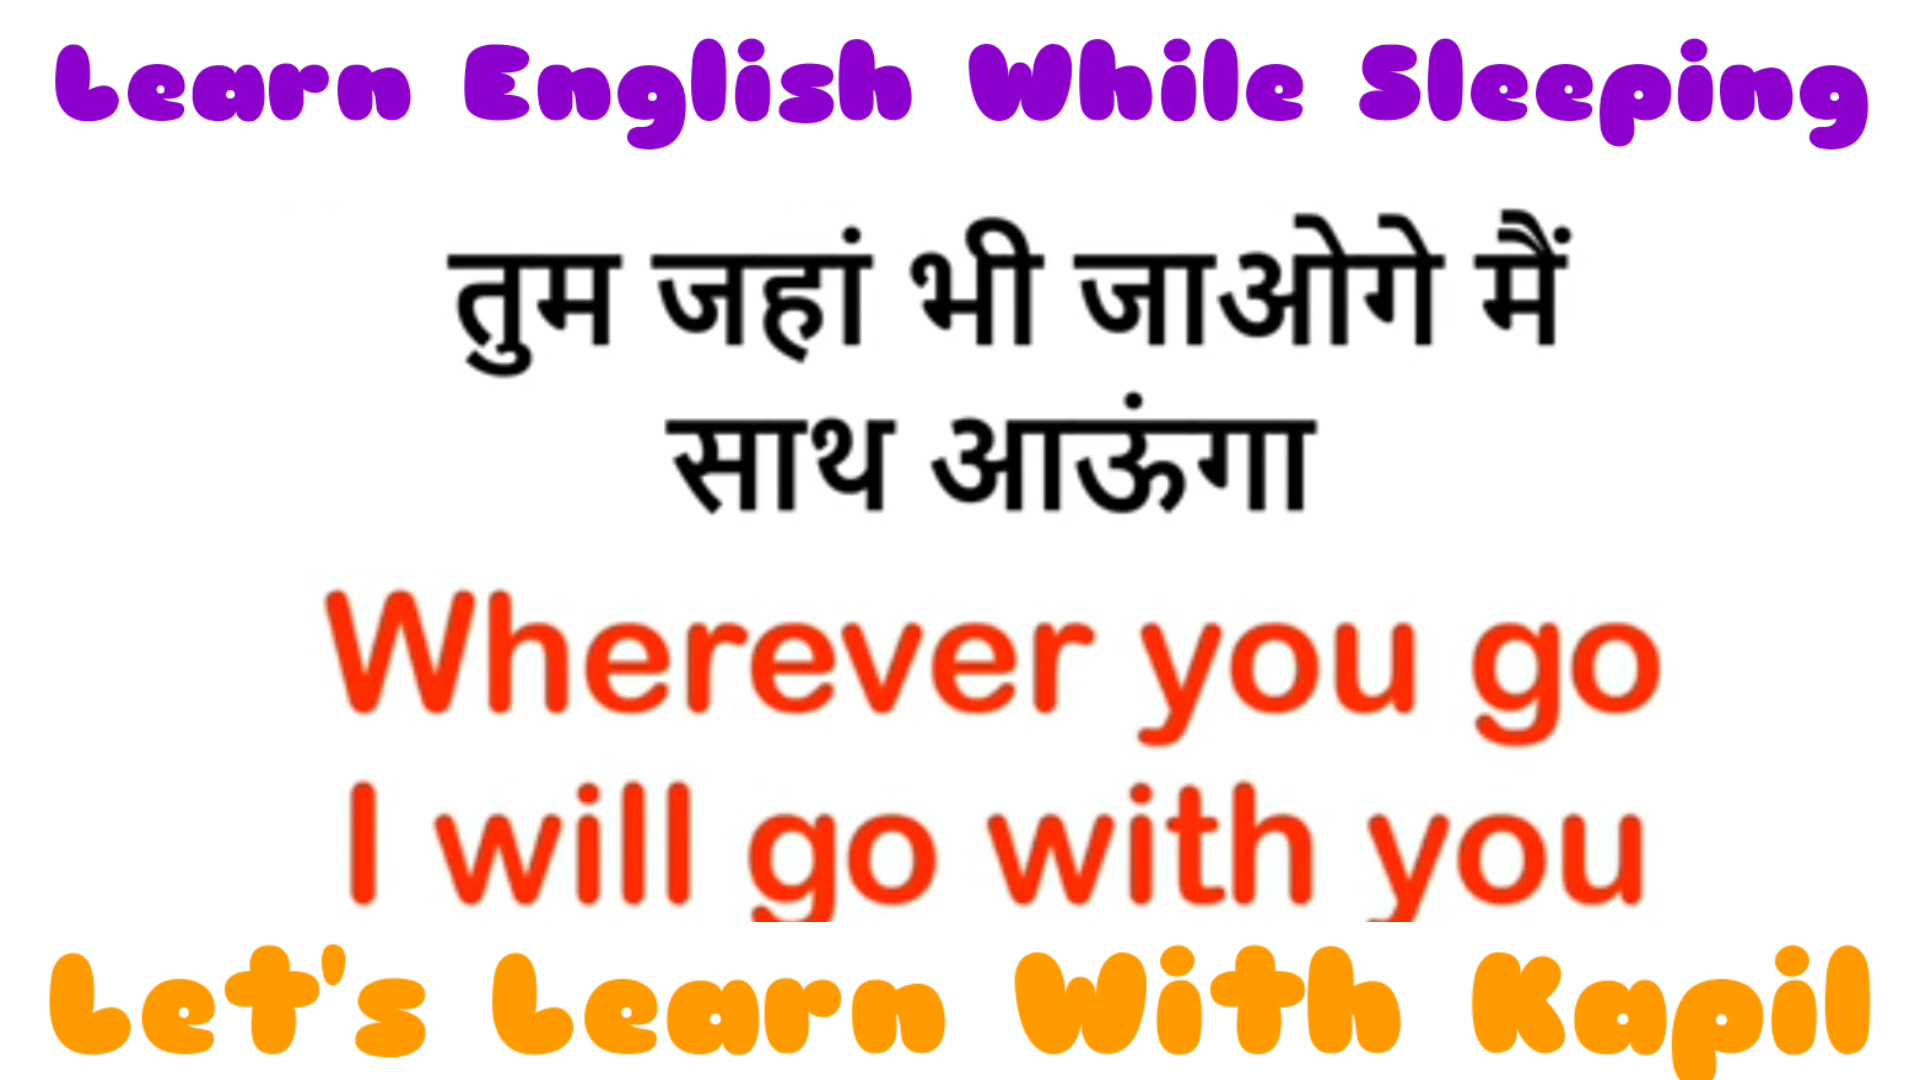 Learn English While Sleeping
तुम जहां भी जाओगे मैं
साथ आऊंगा
Wherever you go
I will go with you
Let's Learn With Kapil